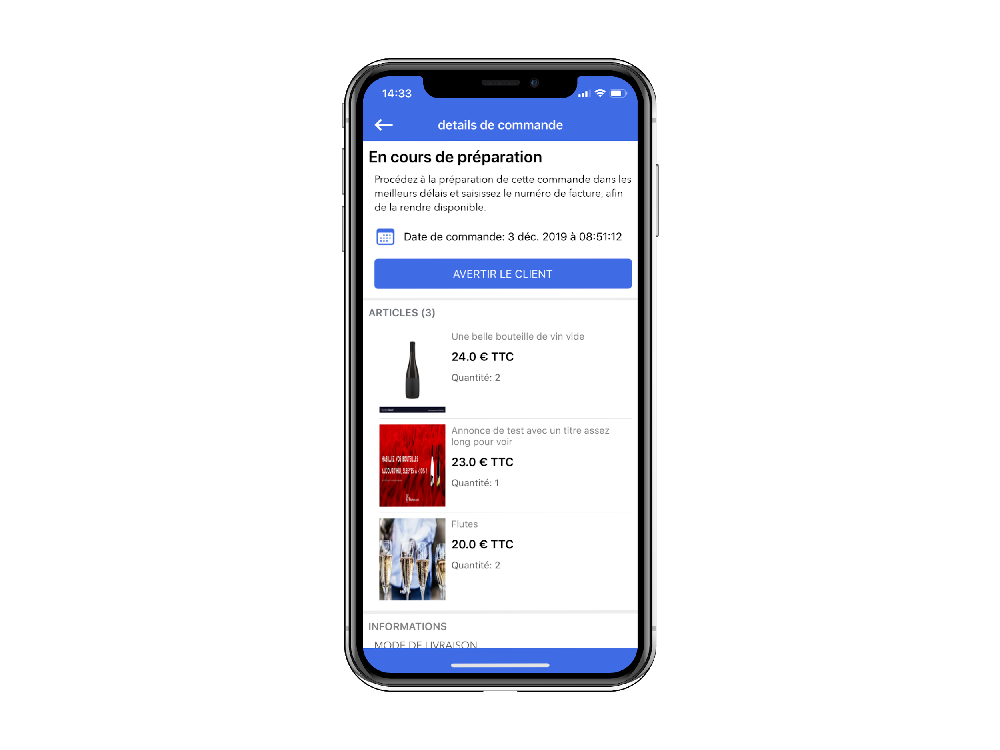 14:33
details de commande
En cours de préparation
Procédez à la préparation de cette commande dans les
meilleurs délais et saisissez le numéro de facture, afin
de la rendre disponible.
Date de commande: 3 déc. 2019 à 08:51:12
AVERTIR LE CLIENT
ARTICLES (3)
Une belle bouteille de vin vide
24.0 € TTC
Quantité: 2
VectorStock
Annonce de test avec un titre assez
long pour voir
23.0 € TTC
Quantité: 1
HABILLEZ VOS BOUTEILLES
AUJOURD'HUI, SLEEVES À -20% !
Flutes
20.0 € TTC
Quantité: 2
INFORMATIONS
MODE DE LIVRAISON